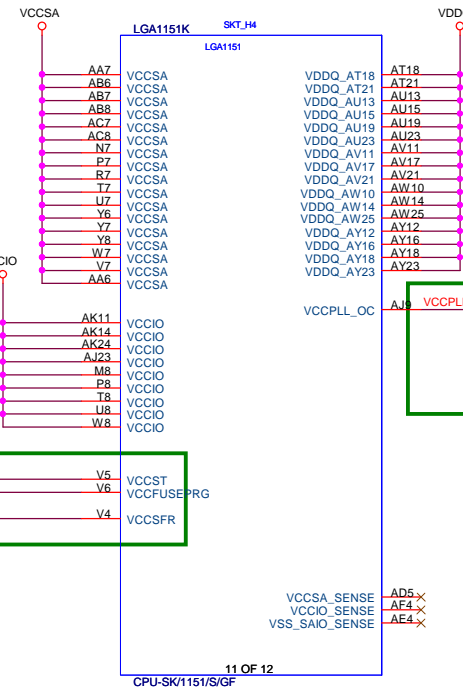 VCCSA
VDD
LGA1151K
SKT_H4
LGA1151
AA7 VCCSA
AB6 VCCSA
AB7 VCCSA
AB8 VCCSA
AC7 VCCSA
AC8 VCCSA
N7 VCCSA
P7 VCCSA
R7 VCCSA
T7 VCCSA
U7 VCCSA
Y6 VCCSA
Y7 VCCSA
Y8 VCCSA
W7 VCCSA
V7 VCCSA
AA6 VCCSA
VDDQ_AT18 AT18
VDDQ_AT21 AT21
VDDQ_AU13 AU13
VDDQ_AU15 AU15
VDDQ_AU19 AU19
VDDQ_AU23 AU23
VDDQ_AV11 AV11
VDDQ_AV17 AV17
VDDQ_AV21 AV21
VDDQ_AW10 AW10
VDDQ_AW14 AW14
VDDQ_AW25 AW25
VDDQ_AY12 AY12
VDDQ_AY16 AY16
VDDQ_AY18 AY18
VDDQ_AY23 AY23
CIO
VCCPLL_OC AJ9 VCCPL
AK11 VCCIO
AK14 VCCIO
AK24 VCCIO
AJ23 VCCIO
M8 VCCIO
P8 VCCIO
T8 VCCIO
U8 VCCIO
W8 VCCIO
V5 VCCST
V6 VCCFUSEPRG
V4 VCCSFR
VCCSA_SENSE AD5
VCCIO_SENSE AF4
VSS_SAIO_SENSE AE4
11 OF 12
CPU-SK/1151/S/GF